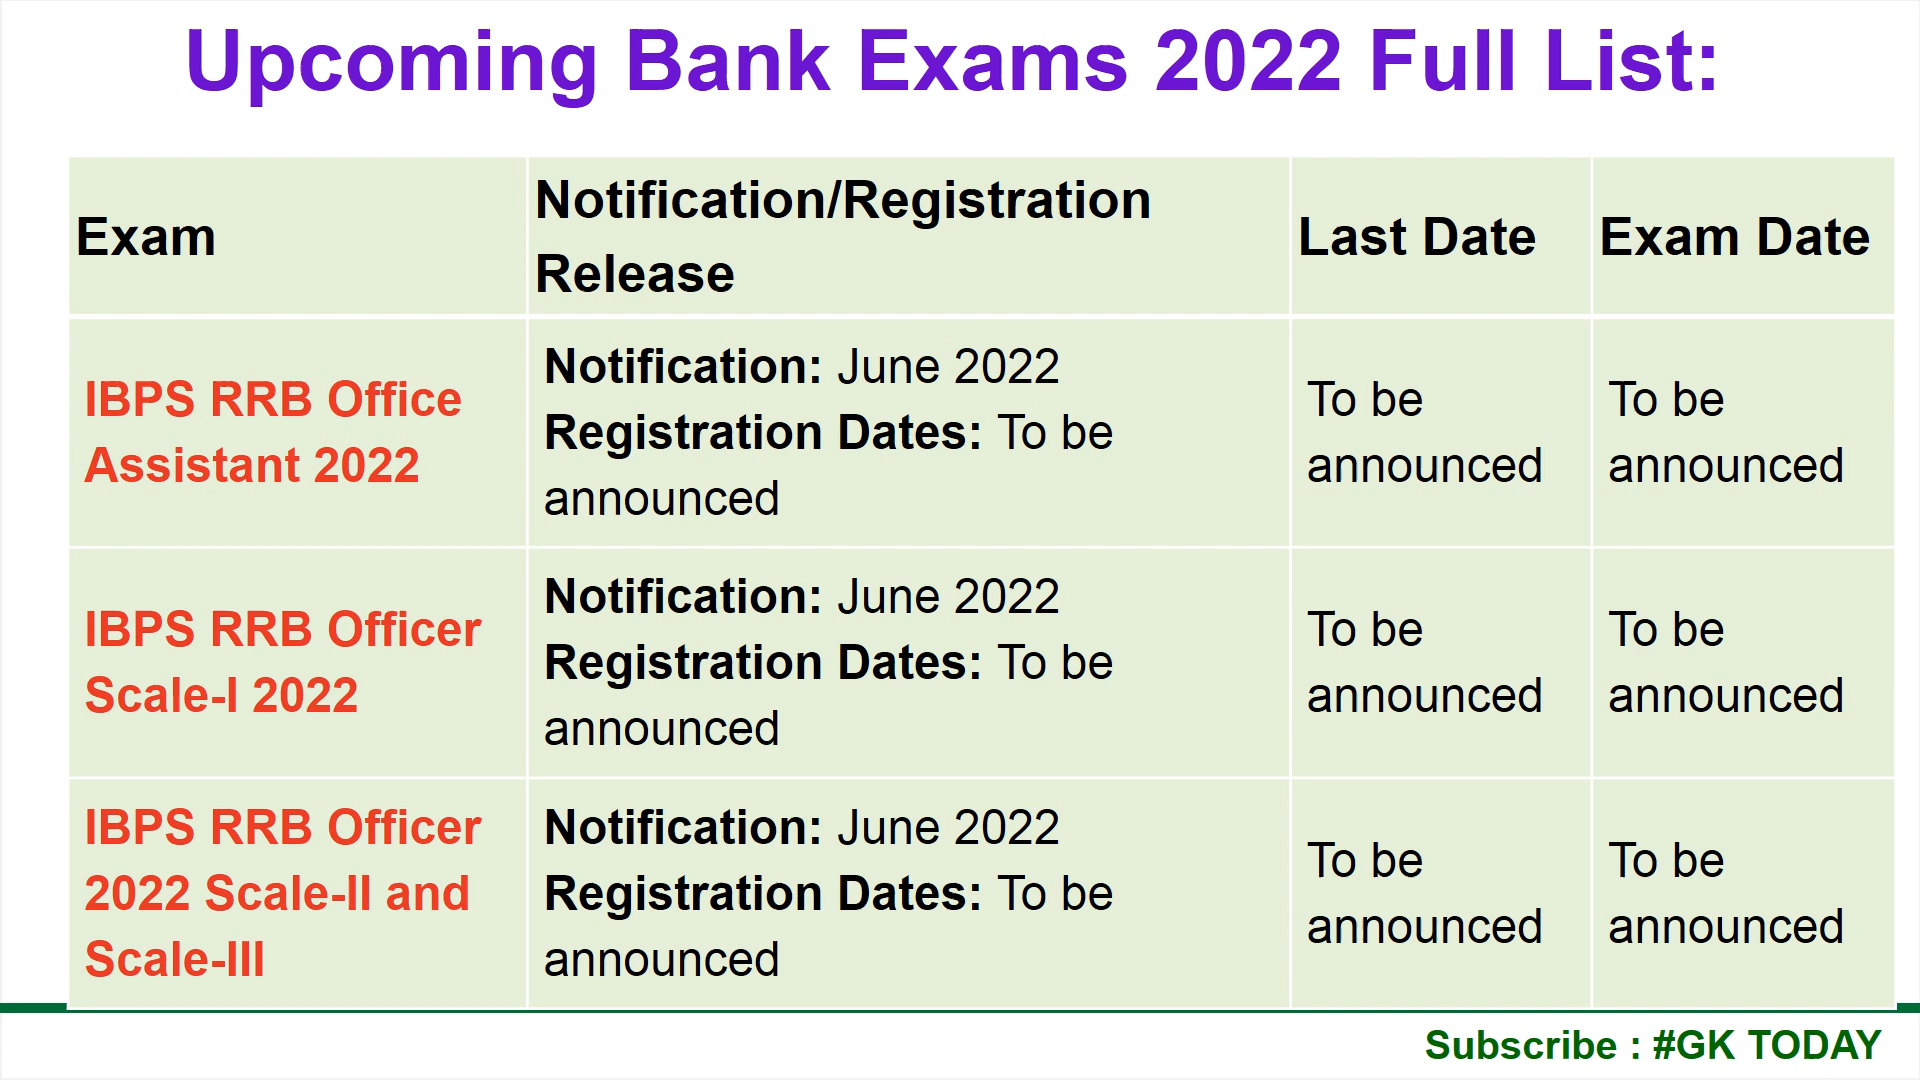 Upcoming Bank Exams 2022 Full List:
Exam
Notification/Registration
Release
Last Date
Exam Date
IBPS RRB Office
Assistant 2022
Notification: June 2022
Registration Dates: To be
announced
To be
announced
To be
announced
IBPS RRB Officer
Scale-I 2022
Notification: June 2022
Registration Dates: To be
announced
To be
announced
To be
announced
IBPS RRB Officer
2022 Scale-II and
Scale-III
Notification: June 2022
Registration Dates: To be
announced
To be
announced
To be
announced
Subscribe : #GK TODAY